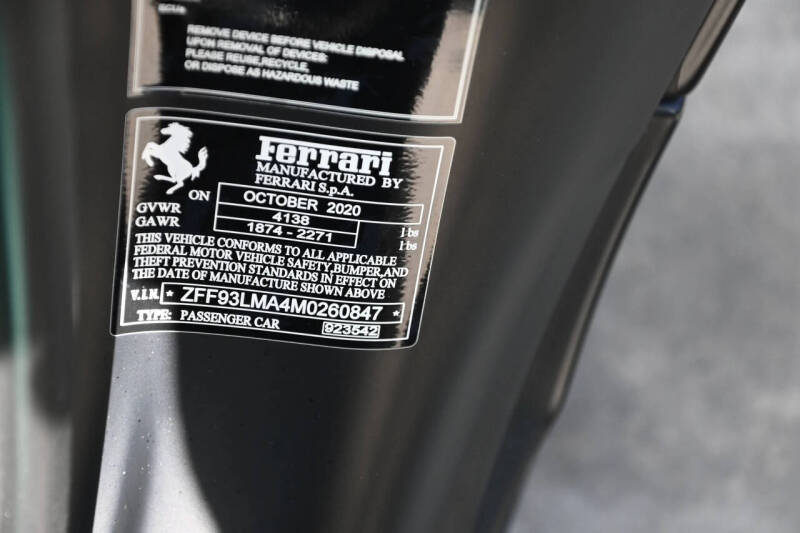 ECUs
REMOVE DEVICE BEFORE VEHICLE DISPOSAL
UPON REMOVAL OF DEVICES:
PLEASE REUSE,RECYCLE,
OR DISPOSE AS HAZARDOUS WASTE
Ferrari
MANUFACTURED BY
FERRARI S.p.A.
ON OCTOBER 2020
GVWR 4138 lbs
GAWR 1874 - 2271 lbs
THIS VEHICLE CONFORMS TO ALL APPLICABLE
FEDERAL MOTOR VEHICLE SAFETY,BUMPER,AND
THEFT PREVENTION STANDARDS IN EFFECT ON
THE DATE OF MANUFACTURE SHOWN ABOVE
V.I.N. * ZFF93LMA4M0260847 *
TYPE: PASSENGER CAR 923542